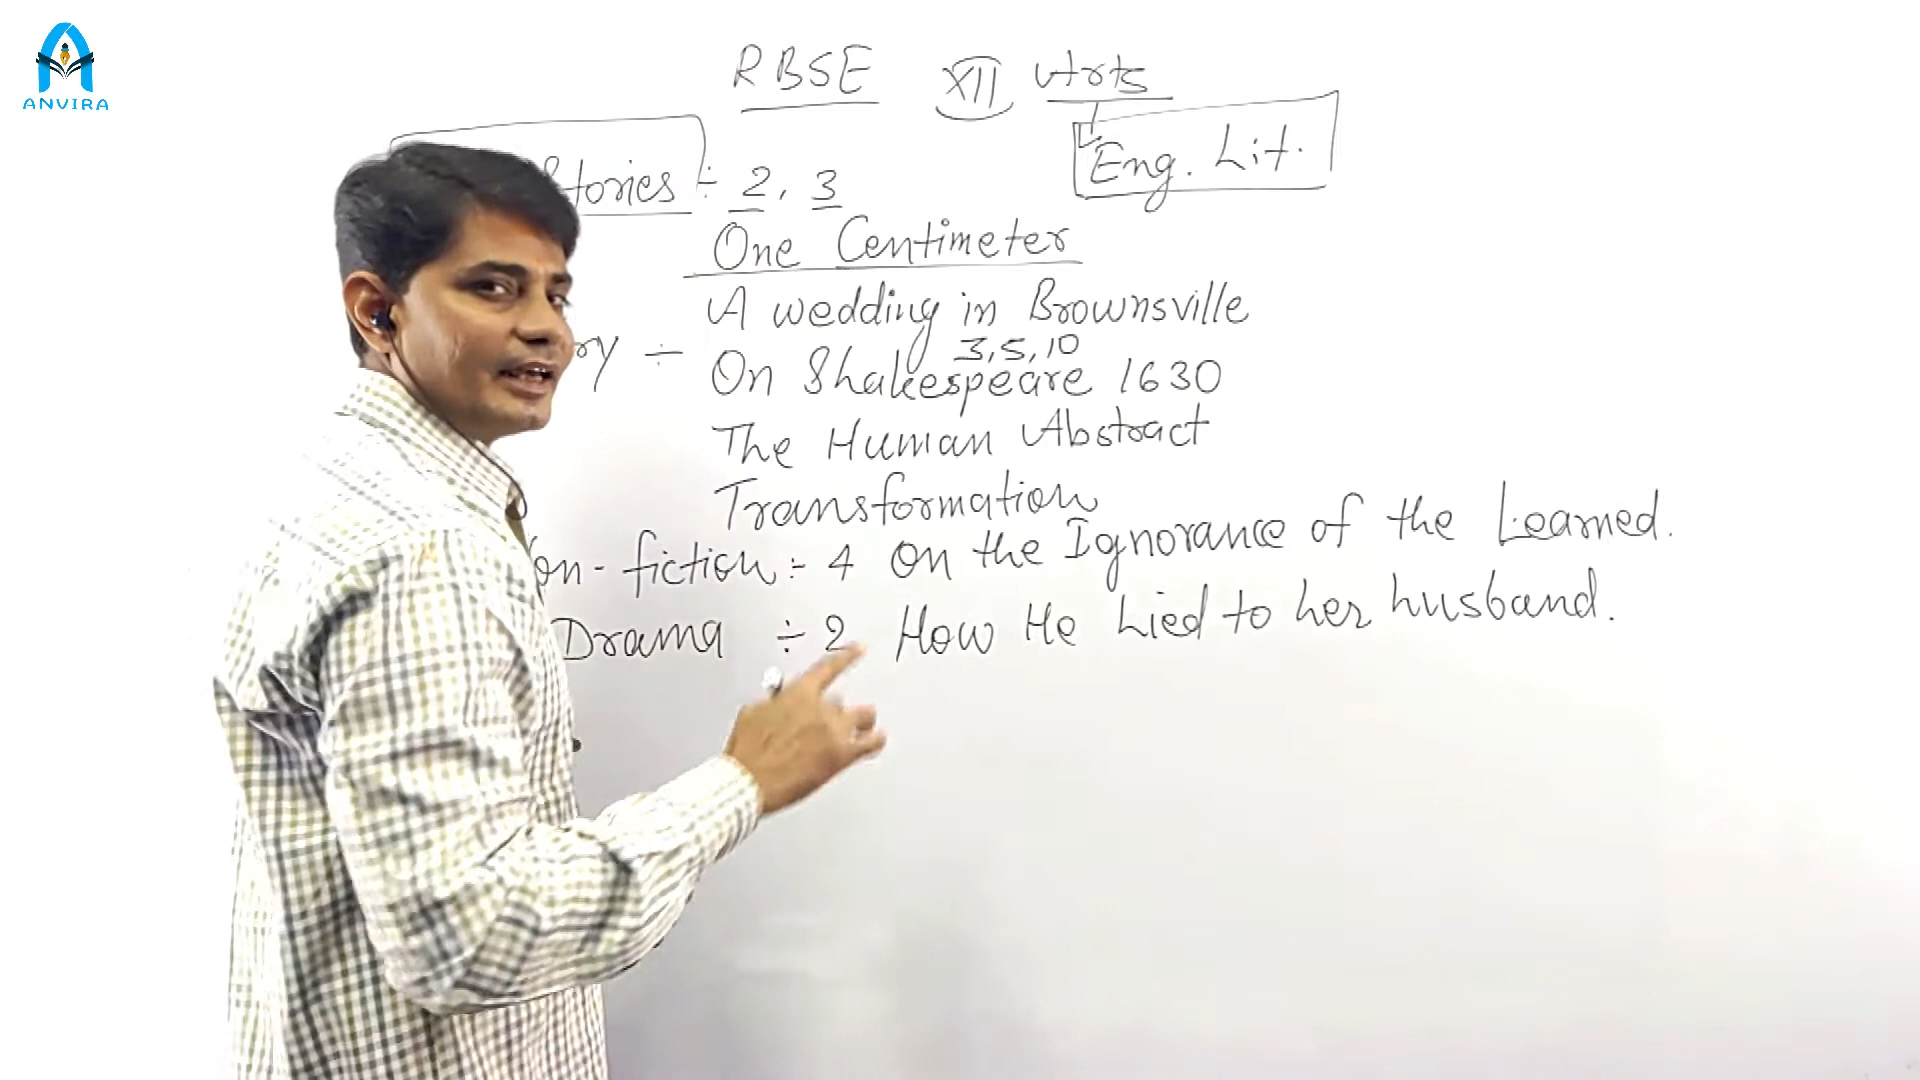 ANVIRA
RBSE XII Arts
Eng. Lit.
Stories ÷ 2, 3
One Centimeter
A wedding in Brownsville
ry ÷ 3, 5, 10
On Shakespeare 1630
The Human Abstract
Transformation
on-fiction ÷ 4 On the Ignorance of the Learned.
Drama ÷ 2 How He Lied to her husband.